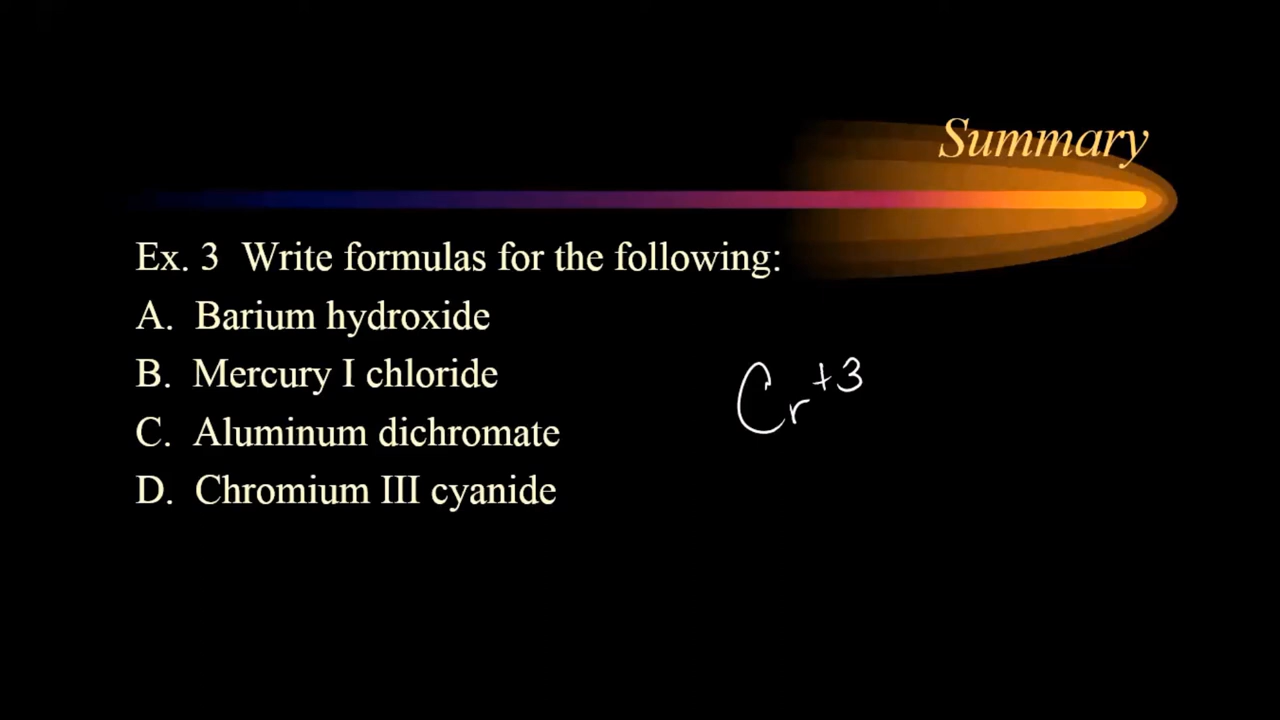 Summary
Ex. 3 Write formulas for the following:
A. Barium hydroxide
B. Mercury I chloride
C. Aluminum dichromate
D. Chromium III cyanide
Cr+3